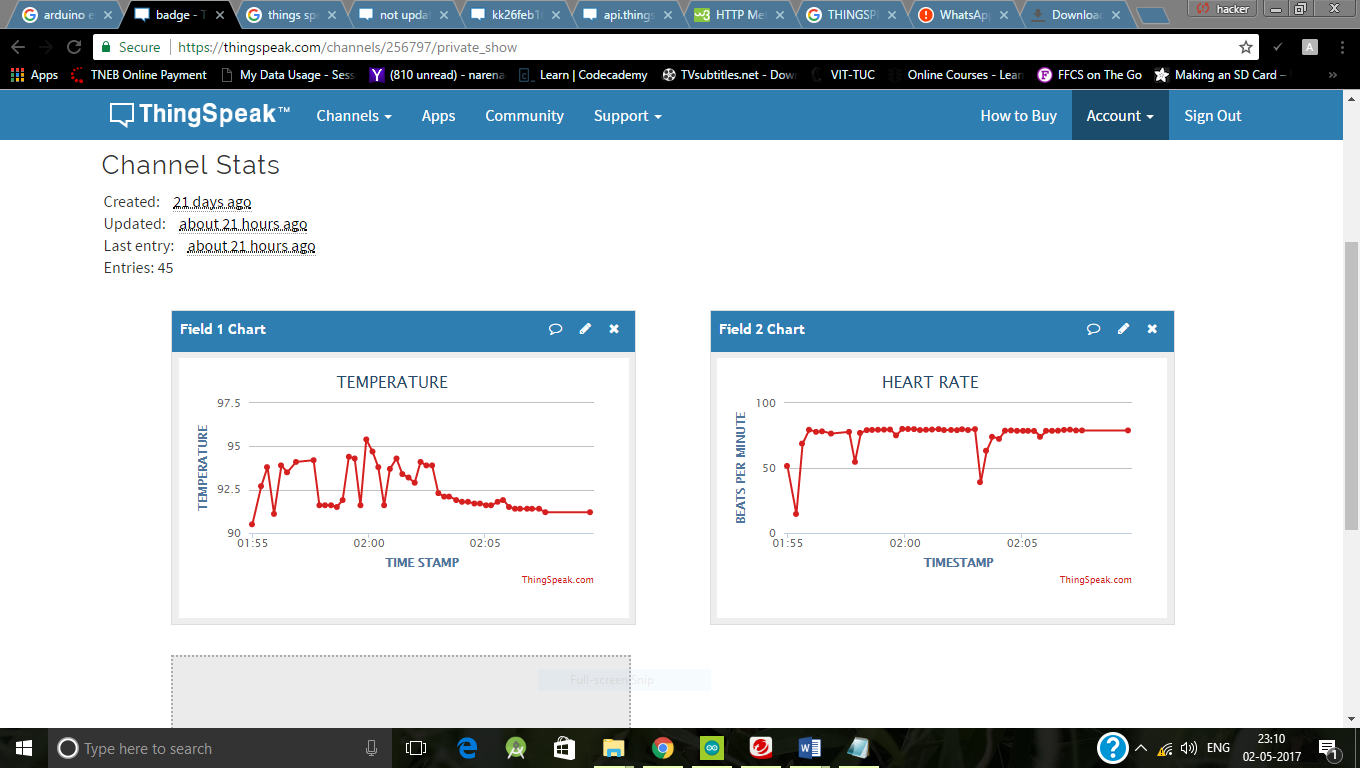 arduino e
badge - T
things spe
not updat
kk26feb1
api.things
HTTP Met
THINGSP
WhatsApp
Downloac
hacker
Secure https://thingspeak.com/channels/256797/private_show
A
Apps TNEB Online Payment My Data Usage - Sess (810 unread) - narena Learn | Codecademy TVsubtitles.net - Dow VIT-TUC Online Courses - Lear FFCS on The Go Making an SD Card – »
ThingSpeak™ Channels Apps Community Support How to Buy Account Sign Out
Channel Stats
Created: 21 days ago
Updated: about 21 hours ago
Last entry: about 21 hours ago
Entries: 45
Field 1 Chart
TEMPERATURE
97.5
95
92.5
90
TEMPERATURE
01:55 02:00 02:05
TIME STAMP
ThingSpeak.com
Field 2 Chart
HEART RATE
100
50
0
BEATS PER MINUTE
01:55 02:00 02:05
TIMESTAMP
ThingSpeak.com
Full-screen Snip
Type here to search
ENG
23:10
02-05-2017
1